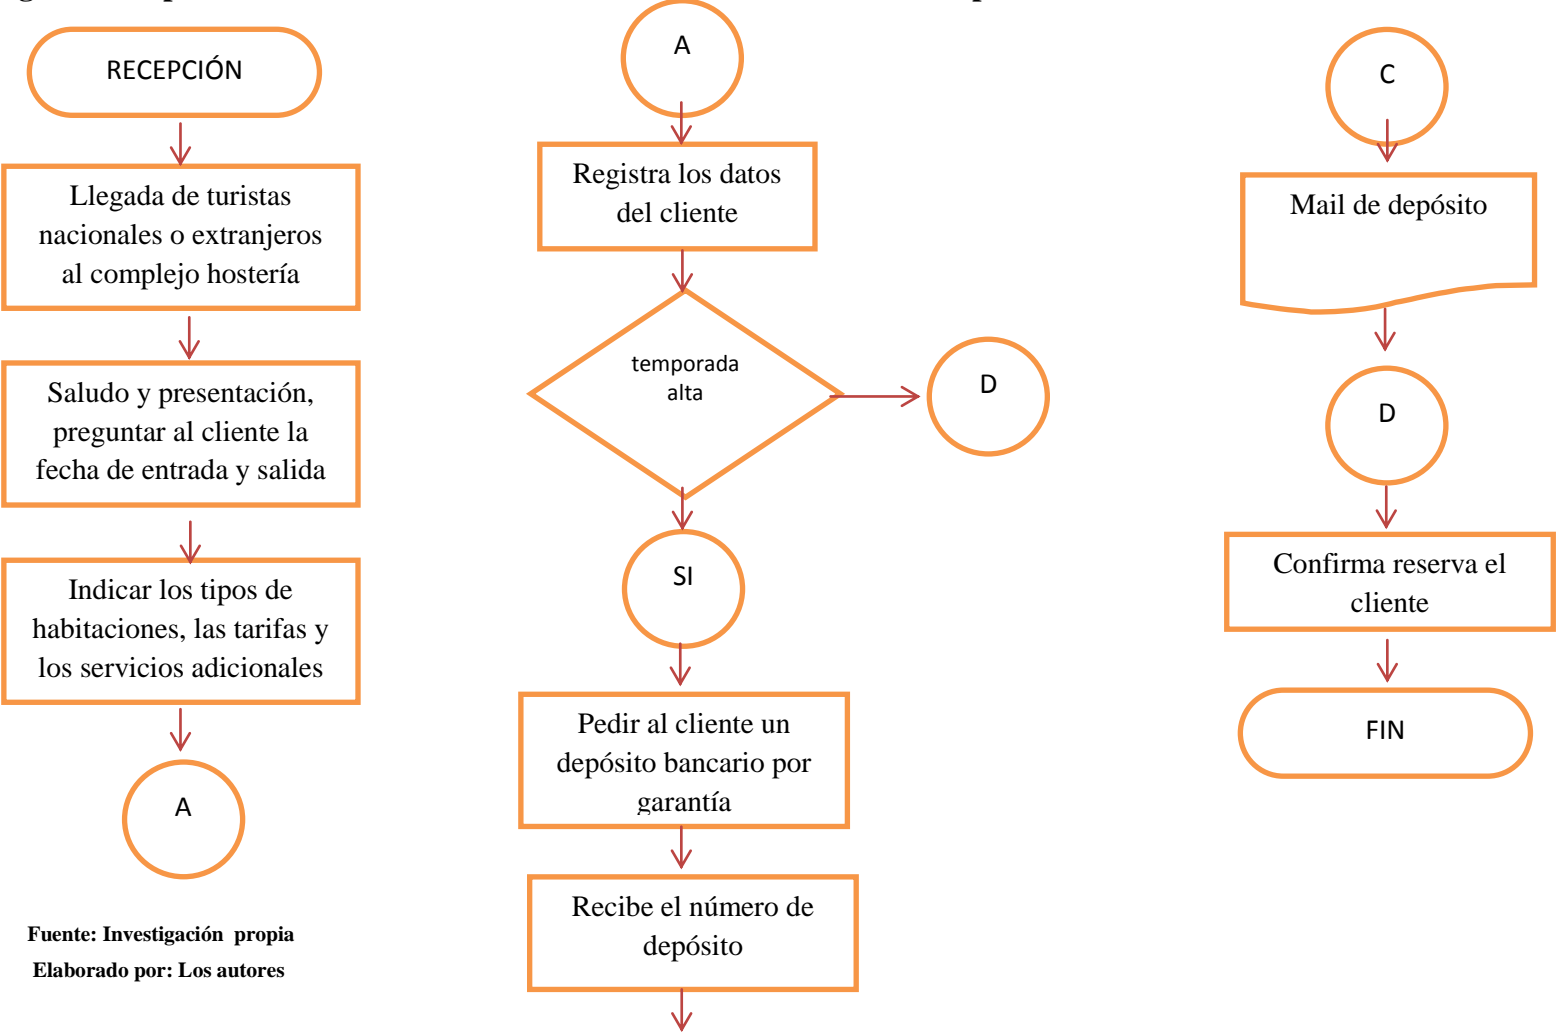 RECEPCIÓN
Llegada de turistas
nacionales o extranjeros
al complejo hostería
Saludo y presentación,
preguntar al cliente la
fecha de entrada y salida
Indicar los tipos de
habitaciones, las tarifas y
los servicios adicionales
A
Fuente: Investigación propia
Elaborado por: Los autores
A
Registra los datos
del cliente
temporada
alta
D
SI
Pedir al cliente un
depósito bancario por
garantía
Recibe el número de
depósito
C
Mail de depósito
D
Confirma reserva el
cliente
FIN